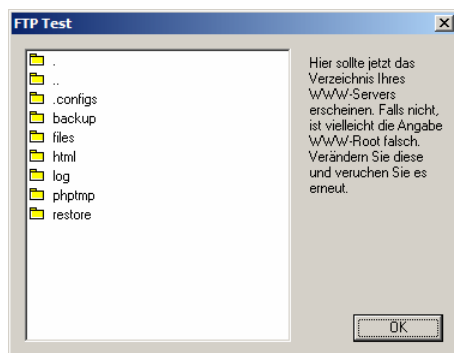 FTP Test
.
..
.configs
backup
files
html
log
phptmp
restore
Hier sollte jetzt das
Verzeichnis Ihres
WWW-Servers
erscheinen. Falls nicht,
ist vielleicht die Angabe
WWW-Root falsch.
Verändern Sie diese
und veruchen Sie es
erneut.
OK